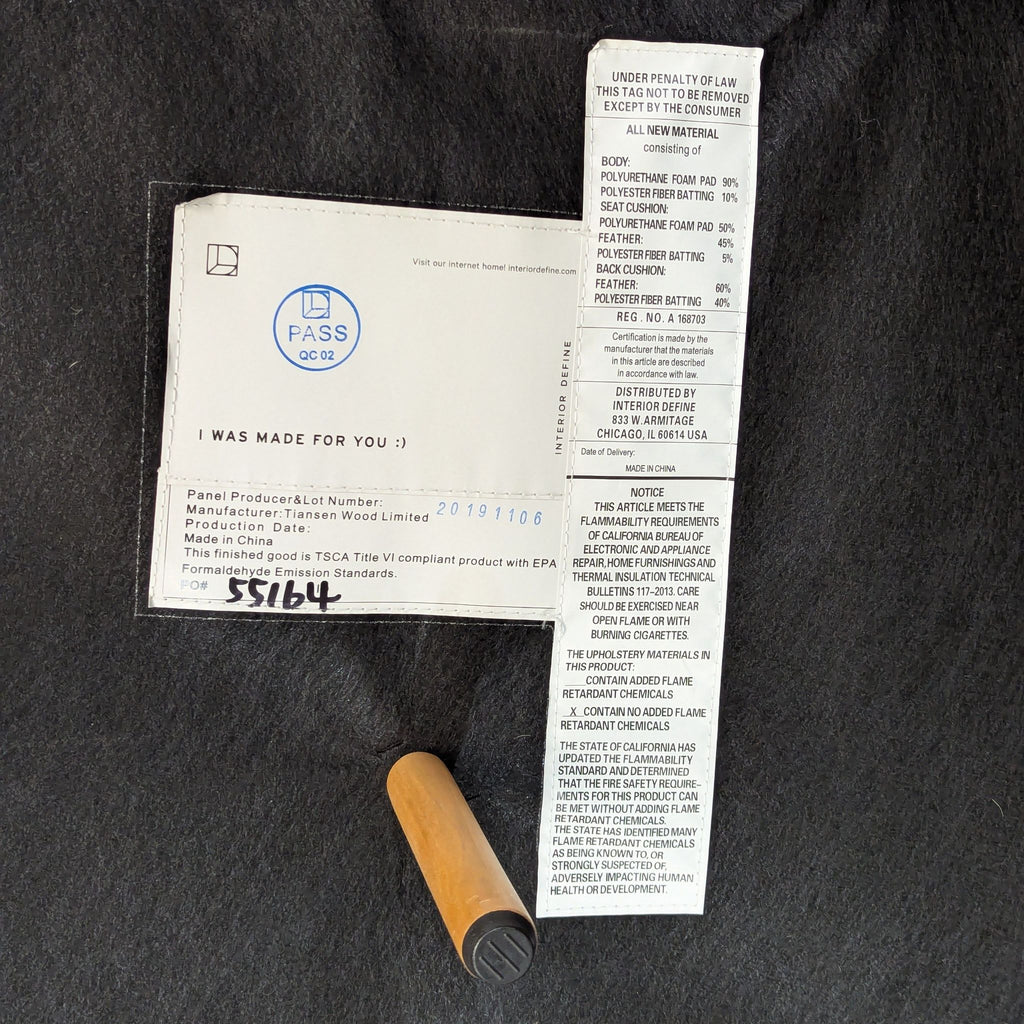 Visit our internet home! interiordefine.com
PASS
QC 02
I WAS MADE FOR YOU :)
INTERIOR DEFINE
Panel Producer&Lot Number:
Manufacturer:Tiansen Wood Limited
20191106
Production Date:
Made in China
This finished good is TSCA Title VI compliant product with EPA
Formaldehyde Emission Standards.
PO# 55164
UNDER PENALTY OF LAW
THIS TAG NOT TO BE REMOVED
EXCEPT BY THE CONSUMER
ALL NEW MATERIAL
consisting of
BODY:
POLYURETHANE FOAM PAD 90%
POLYESTER FIBER BATTING 10%
SEAT CUSHION:
POLYURETHANE FOAM PAD 50%
FEATHER: 45%
POLYESTER FIBER BATTING 5%
BACK CUSHION:
FEATHER: 60%
POLYESTER FIBER BATTING 40%
REG. NO. A 168703
Certification is made by the
manufacturer that the materials
in this article are described
in accordance with law.
DISTRIBUTED BY
INTERIOR DEFINE
833 W.ARMITAGE
CHICAGO, IL 60614 USA
Date of Delivery:
MADE IN CHINA
NOTICE
THIS ARTICLE MEETS THE
FLAMMABILITY REQUIREMENTS
OF CALIFORNIA BUREAU OF
ELECTRONIC AND APPLIANCE
REPAIR, HOME FURNISHINGS AND
THERMAL INSULATION TECHNICAL
BULLETINS 117-2013. CARE
SHOULD BE EXERCISED NEAR
OPEN FLAME OR WITH
BURNING CIGARETTES.
THE UPHOLSTERY MATERIALS IN
THIS PRODUCT:
____CONTAIN ADDED FLAME
RETARDANT CHEMICALS
_X_CONTAIN NO ADDED FLAME
RETARDANT CHEMICALS
THE STATE OF CALIFORNIA HAS
UPDATED THE FLAMMABILITY
STANDARD AND DETERMINED
THAT THE FIRE SAFETY REQUIRE-
MENTS FOR THIS PRODUCT CAN
BE MET WITHOUT ADDING FLAME
RETARDANT CHEMICALS.
THE STATE HAS IDENTIFIED MANY
FLAME RETARDANT CHEMICALS
AS BEING KNOWN TO, OR
STRONGLY SUSPECTED OF,
ADVERSELY IMPACTING HUMAN
HEALTH OR DEVELOPMENT.